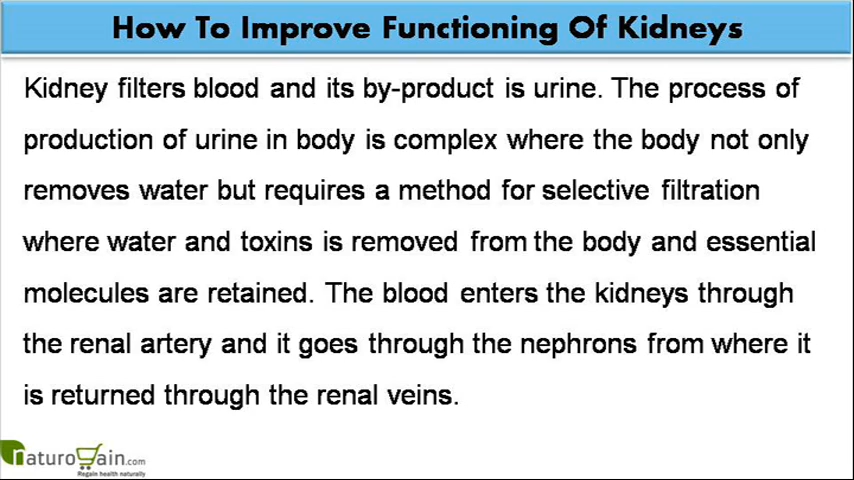 How To Improve Functioning Of Kidneys
Kidney filters blood and its by-product is urine. The process of
production of urine in body is complex where the body not only
removes water but requires a method for selective filtration
where water and toxins is removed from the body and essential
molecules are retained. The blood enters the kidneys through
the renal artery and it goes through the nephrons from where it
is returned through the renal veins.
naturogain.com
Regain health naturally